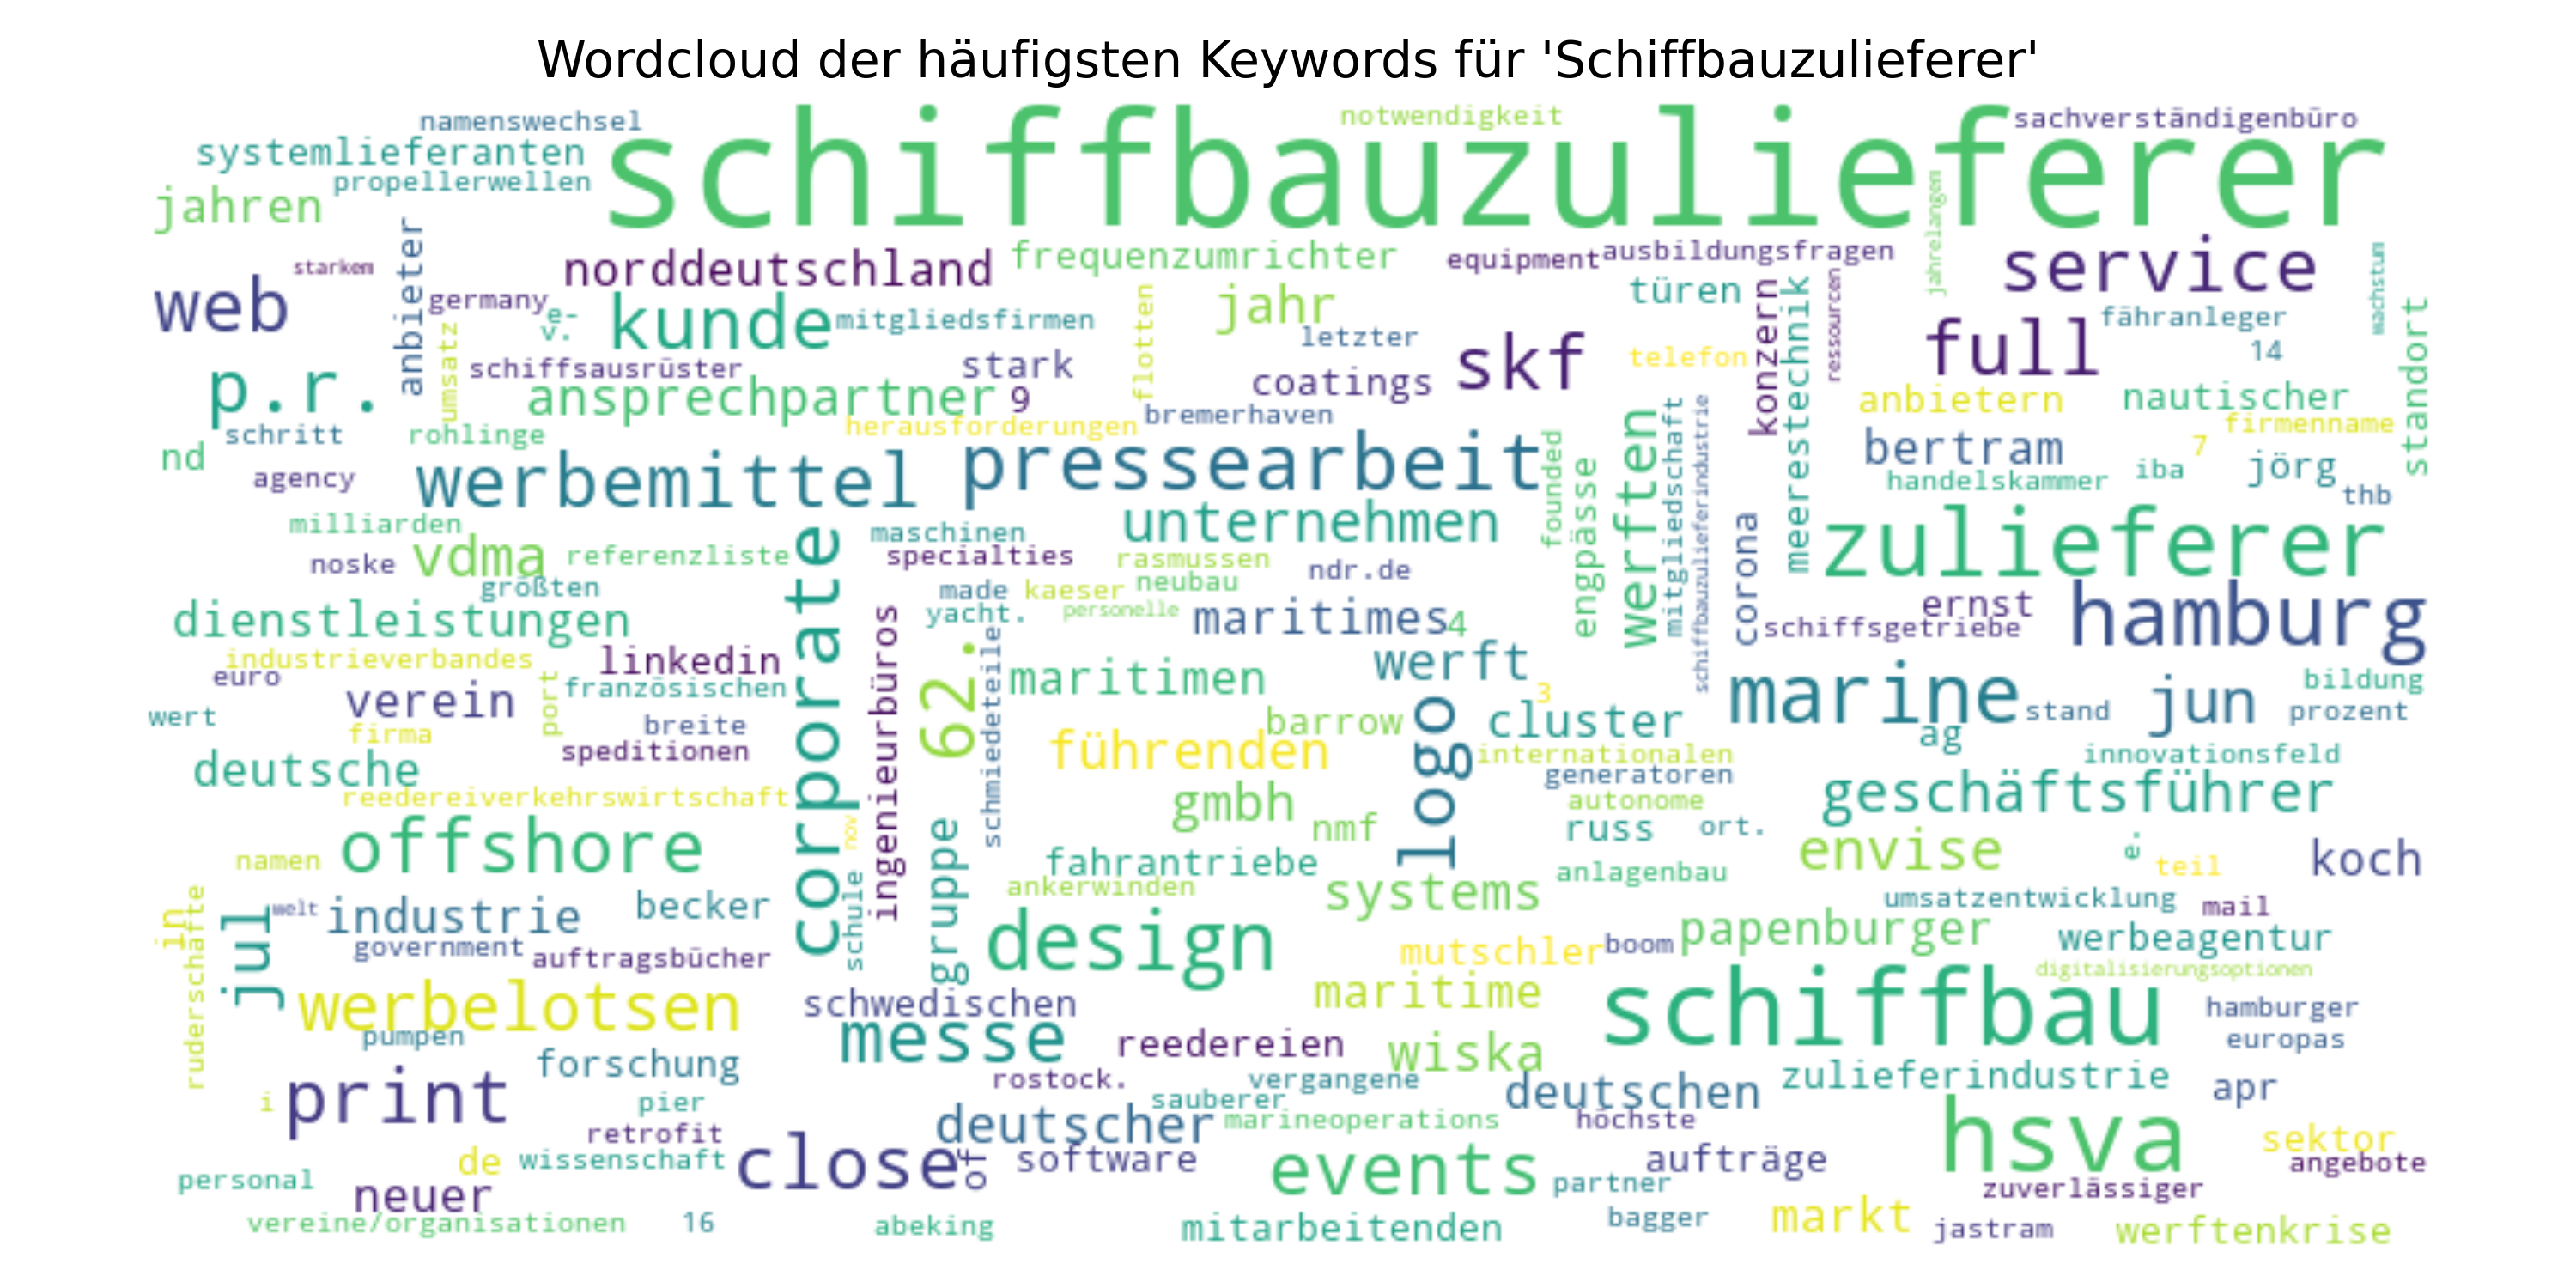 Wordcloud der häufigsten Keywords für 'Schiffbauzulieferer'
namenswechsel
notwendigkeit
sachverständigenbüro
schiffbauzulieferer
systemlieferanten
propellerwellen
jahren
jahrelangem
anbieter
starkem
norddeutschland
frequenzumrichter
equipment
ausbildungsfragen
service
wachstum
web
germany
e-v.
kunde
mitgliedsfirmen
flotten
jahr
türen
konzern
meerestechnik
ressourcen
full
fähranleger
standort
umsatz
schiffsausrüster
stark
letzter
skf
telefon
14
p.r.
ansprechpartner
9
coatings
anbietern
nautischer
schritt
rohlinge
herausforderungen
bremerhaven
werften
mitgliedschaft
schiffbauzulieferindustrie
bertram
7
firmenname
nd
agency
werbemittel
pressearbeit
founded
engpässe
handelskammer
iba
jörg
thb
milliarden
maschinen
unternehmen
corona
zulieferer
noske
vdma
referenzliste
corporate
specialties
rasmussen
ndr.de
größten
made
kaeser
neubau
ernst
hamburg
dienstleistungen
ingenieurbüros
yacht.
personelle
maritimes
4
schiffsgetriebe
industrieverbandes
linkedin
62.
schmiedeteile
maritimen
werft
euro
verein
port
französischen
marine
jun
bildung
wert
firma
breite
barrow
logo
3
cluster
stand
prozent
speditionen
führenden
internationalen
ag
innovationsfeld
deutsche
generatoren
reedereiverkehrswirtschaft
nov
gmbh
autonome
geschäftsführer
offshore
gruppe
nmf
russ
ort.
namen
fahrantriebe
envise
e.
teil
koch
schule
ankerwinden
systems
anlagenbau
in
ruderschäfte
jul
welt
industrie
becker
umsatzentwicklung
mail
government
auftragsbücher
design
mutschler
boom
papenburger
werbeagentur
digitalisierungsoptionen
werbelotsen
schwedischen
maritime
schiffbau
hamburger
pumpen
messe
reedereien
wiska
europas
forschung
rostock.
vergangene
zulieferindustrie
apr
i
print
pier
sauberer
deutschen
retrofit
deutscher
marineoperations
höchste
hsva
de
wissenschaft
close
of
software
events
aufträge
sektor
angebote
personal
neuer
partner
zuverlässiger
vereine/organisationen
16
abeking
mitarbeitenden
bagger
markt
jastram
werftenkrise